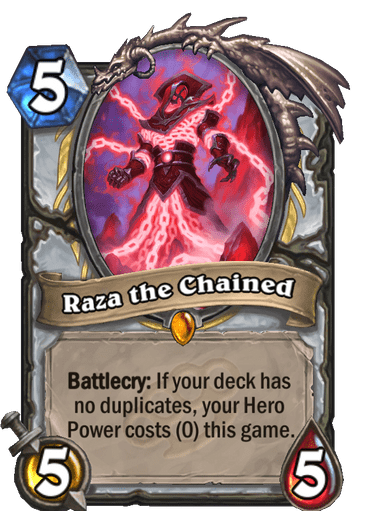 5
Raza the Chained
Battlecry: If your deck has
no duplicates, your Hero
Power costs (0) this game.
5
5